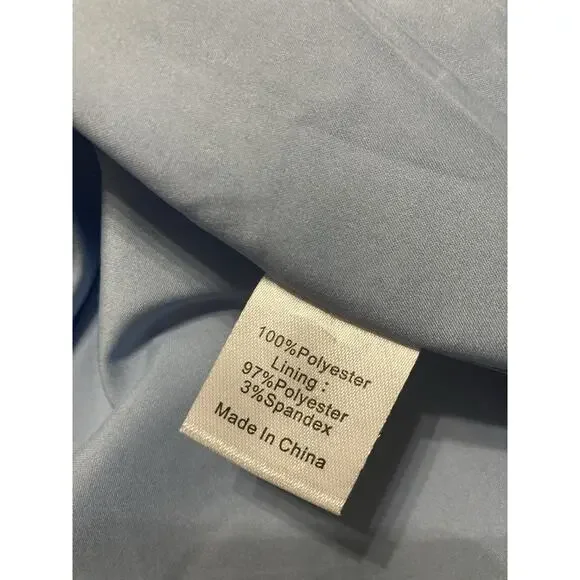 100%Polyester
Lining :
97%Polyester
3%Spandex
Made In China